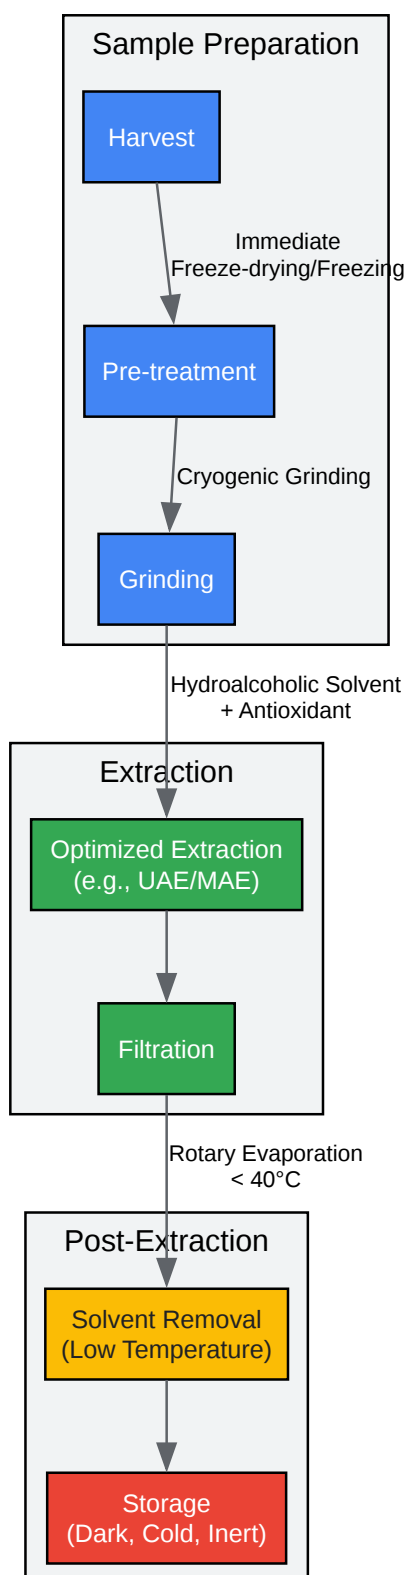 Sample Preparation
Harvest
Immediate
Freeze-drying/Freezing
Pre-treatment
Cryogenic Grinding
Grinding
Hydroalcoholic Solvent
+ Antioxidant
Extraction
Optimized Extraction
(e.g., UAE/MAE)
Filtration
Rotary Evaporation
< 40°C
Post-Extraction
Solvent Removal
(Low Temperature)
Storage
(Dark, Cold, Inert)